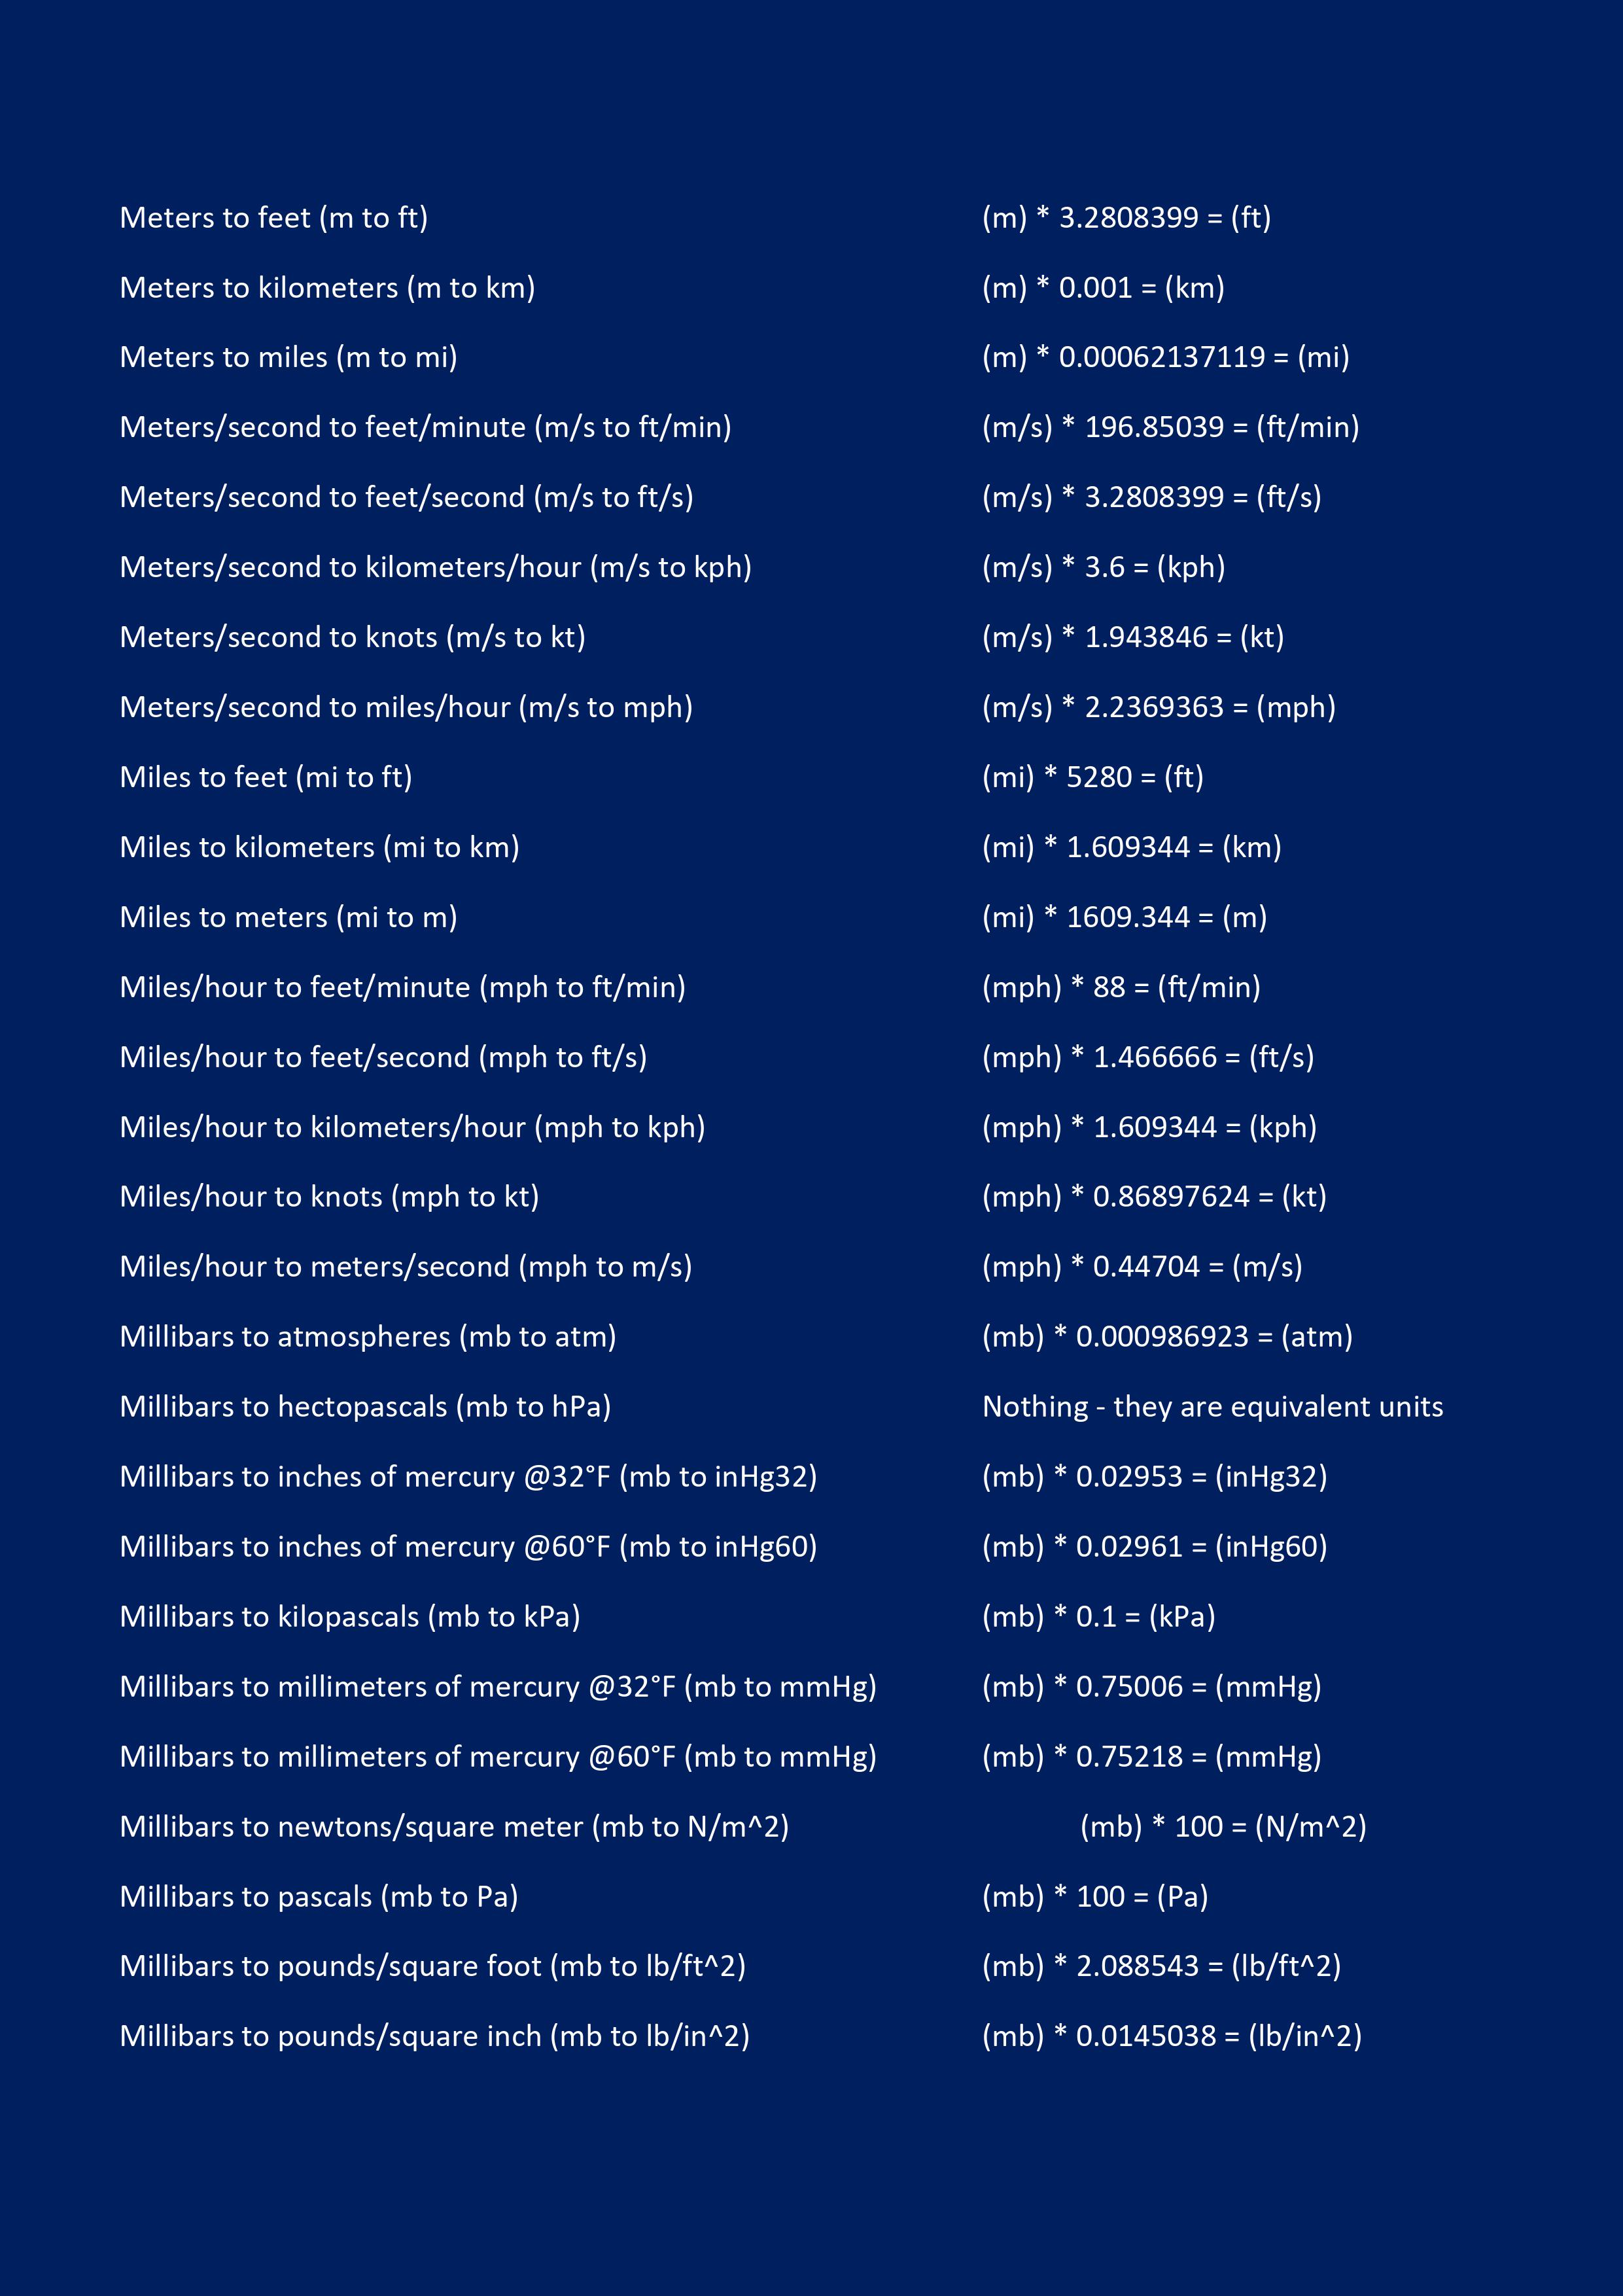 Meters to feet (m to ft) (m) * 3.2808399 = (ft)
Meters to kilometers (m to km) (m) * 0.001 = (km)
Meters to miles (m to mi) (m) * 0.00062137119 = (mi)
Meters/second to feet/minute (m/s to ft/min) (m/s) * 196.85039 = (ft/min)
Meters/second to feet/second (m/s to ft/s) (m/s) * 3.2808399 = (ft/s)
Meters/second to kilometers/hour (m/s to kph) (m/s) * 3.6 = (kph)
Meters/second to knots (m/s to kt) (m/s) * 1.943846 = (kt)
Meters/second to miles/hour (m/s to mph) (m/s) * 2.2369363 = (mph)
Miles to feet (mi to ft) (mi) * 5280 = (ft)
Miles to kilometers (mi to km) (mi) * 1.609344 = (km)
Miles to meters (mi to m) (mi) * 1609.344 = (m)
Miles/hour to feet/minute (mph to ft/min) (mph) * 88 = (ft/min)
Miles/hour to feet/second (mph to ft/s) (mph) * 1.466666 = (ft/s)
Miles/hour to kilometers/hour (mph to kph) (mph) * 1.609344 = (kph)
Miles/hour to knots (mph to kt) (mph) * 0.86897624 = (kt)
Miles/hour to meters/second (mph to m/s) (mph) * 0.44704 = (m/s)
Millibars to atmospheres (mb to atm) (mb) * 0.000986923 = (atm)
Millibars to hectopascals (mb to hPa) Nothing - they are equivalent units
Millibars to inches of mercury @32°F (mb to inHg32) (mb) * 0.02953 = (inHg32)
Millibars to inches of mercury @60°F (mb to inHg60) (mb) * 0.02961 = (inHg60)
Millibars to kilopascals (mb to kPa) (mb) * 0.1 = (kPa)
Millibars to millimeters of mercury @32°F (mb to mmHg) (mb) * 0.75006 = (mmHg)
Millibars to millimeters of mercury @60°F (mb to mmHg) (mb) * 0.75218 = (mmHg)
Millibars to newtons/square meter (mb to N/m^2) (mb) * 100 = (N/m^2)
Millibars to pascals (mb to Pa) (mb) * 100 = (Pa)
Millibars to pounds/square foot (mb to lb/ft^2) (mb) * 2.088543 = (lb/ft^2)
Millibars to pounds/square inch (mb to lb/in^2) (mb) * 0.0145038 = (lb/in^2)